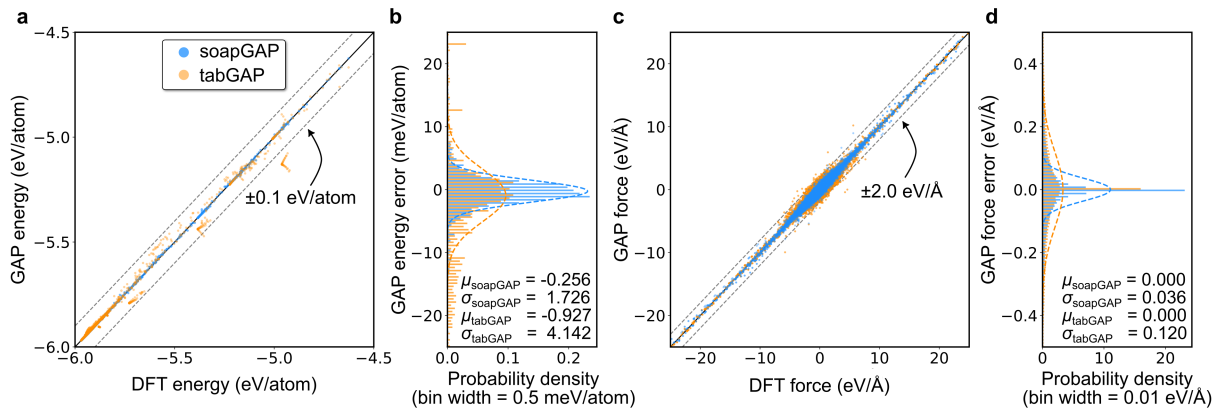 a
−4.5
−5.0
−5.5
−6.0
GAP energy (eV/atom)
soapGAP
tabGAP
±0.1 eV/atom
−6.0 −5.5 −5.0 −4.5
DFT energy (eV/atom)
b
20
10
0
−10
−20
GAP energy error (meV/atom)
μsoapGAP = -0.256
σsoapGAP = 1.726
μtabGAP = -0.927
σtabGAP = 4.142
0.0 0.1 0.2
Probability density
(bin width = 0.5 meV/atom)
c
20
10
0
−10
−20
GAP force (eV/Å)
±2.0 eV/Å
−20 −10 0 10 20
DFT force (eV/Å)
d
0.4
0.2
0.0
−0.2
−0.4
GAP force error (eV/Å)
μsoapGAP = 0.000
σsoapGAP = 0.036
μtabGAP = 0.000
σtabGAP = 0.120
0 10 20
Probability density
(bin width = 0.01 eV/Å)